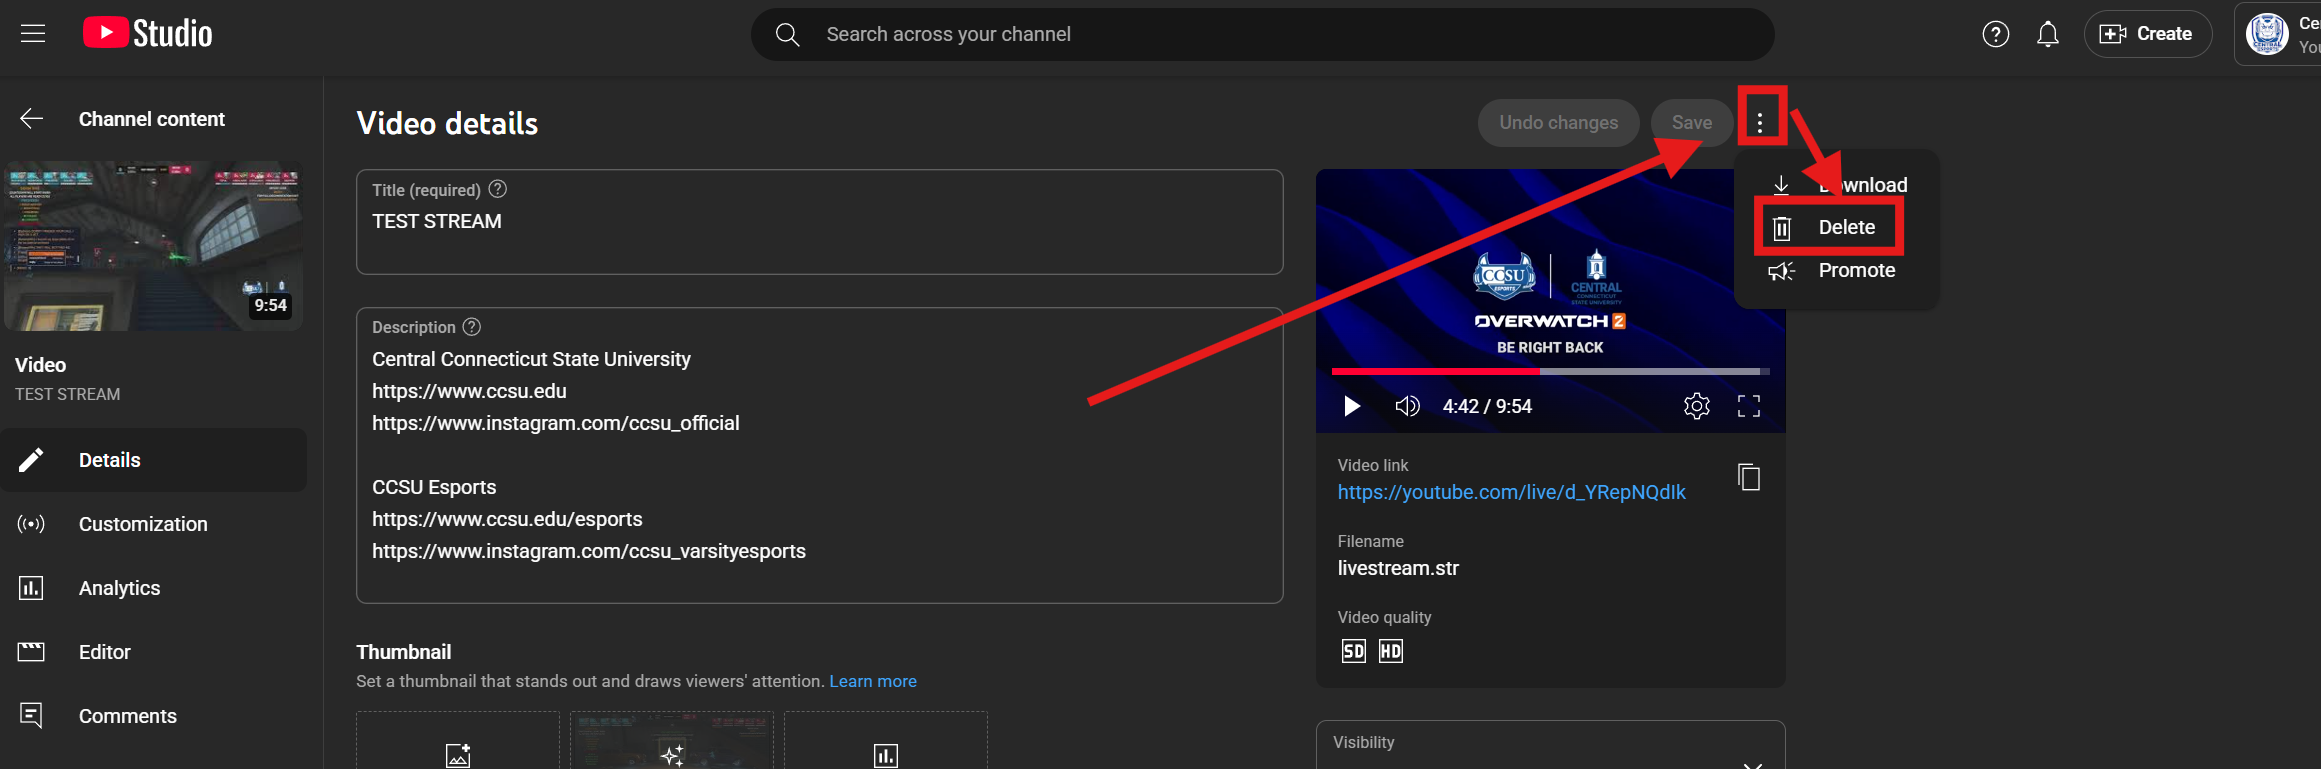 Studio
Search across your channel
Create
Channel content
Video details
Undo changes
Save
Download
Delete
Promote
9:54
Video
TEST STREAM
Details
Customization
Analytics
Editor
Comments
Title (required)
TEST STREAM
Description
Central Connecticut State University
https://www.ccsu.edu
https://www.instagram.com/ccsu_official
CCSU Esports
https://www.ccsu.edu/esports
https://www.instagram.com/ccsu_varsityesports
Thumbnail
Set a thumbnail that stands out and draws viewers' attention. Learn more
CCSU
ESPORTS
CENTRAL
CONNECTICUT
STATE UNIVERSITY
OVERWATCH 2
BE RIGHT BACK
4:42 / 9:54
Video link
https://youtube.com/live/d_YRepNQdIk
Filename
livestream.str
Video quality
SD HD
Visibility